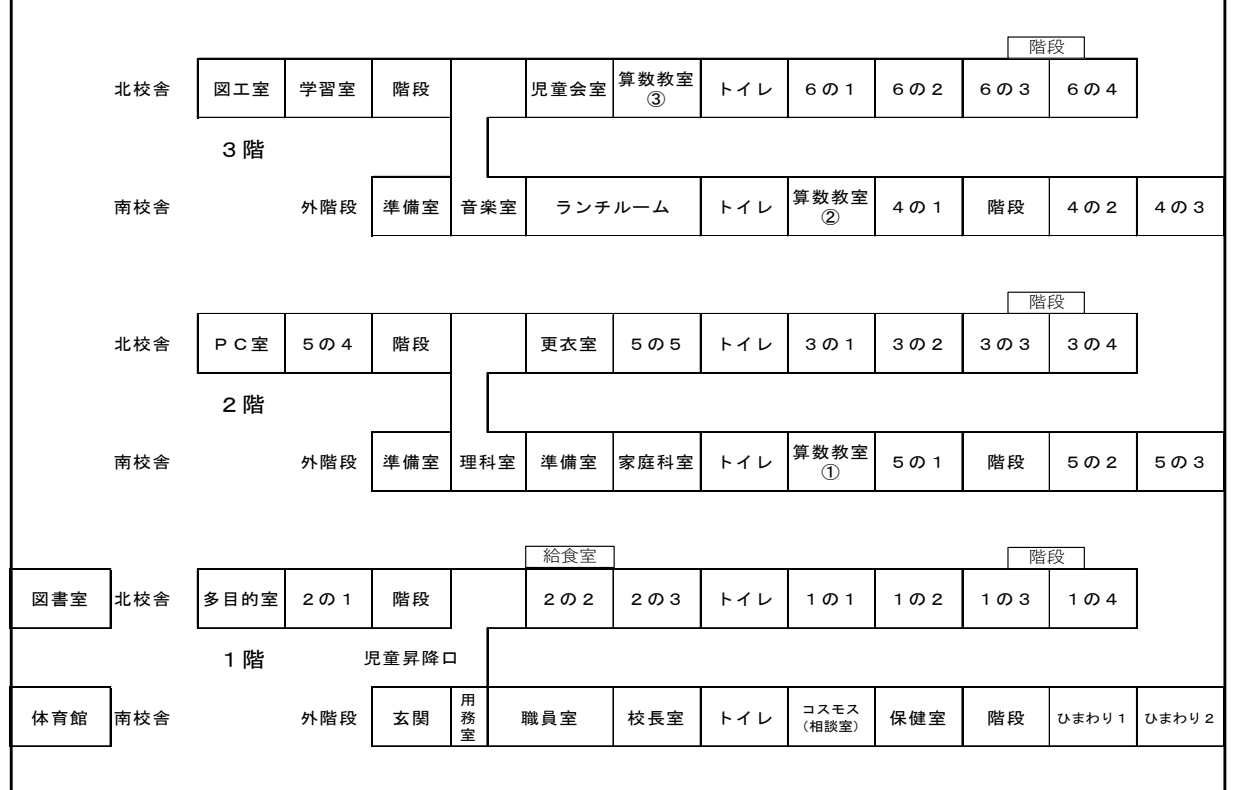 階段
北校舎 図工室 学習室 階段 児童会室 算数教室③ トイレ 6の1 6の2 6の3 6の4
3階
南校舎 外階段 準備室 音楽室 ランチルーム トイレ 算数教室② 4の1 階段 4の2 4の3
階段
北校舎 PC室 5の4 階段 更衣室 5の5 トイレ 3の1 3の2 3の3 3の4
2階
南校舎 外階段 準備室 理科室 準備室 家庭科室 トイレ 算数教室① 5の1 階段 5の2 5の3
給食室 階段
図書室 北校舎 多目的室 2の1 階段 2の2 2の3 トイレ 1の1 1の2 1の3 1の4
1階 児童昇降口
体育館 南校舎 外階段 玄関 用務室 職員室 校長室 トイレ コスモス(相談室) 保健室 階段 ひまわり1 ひまわり2